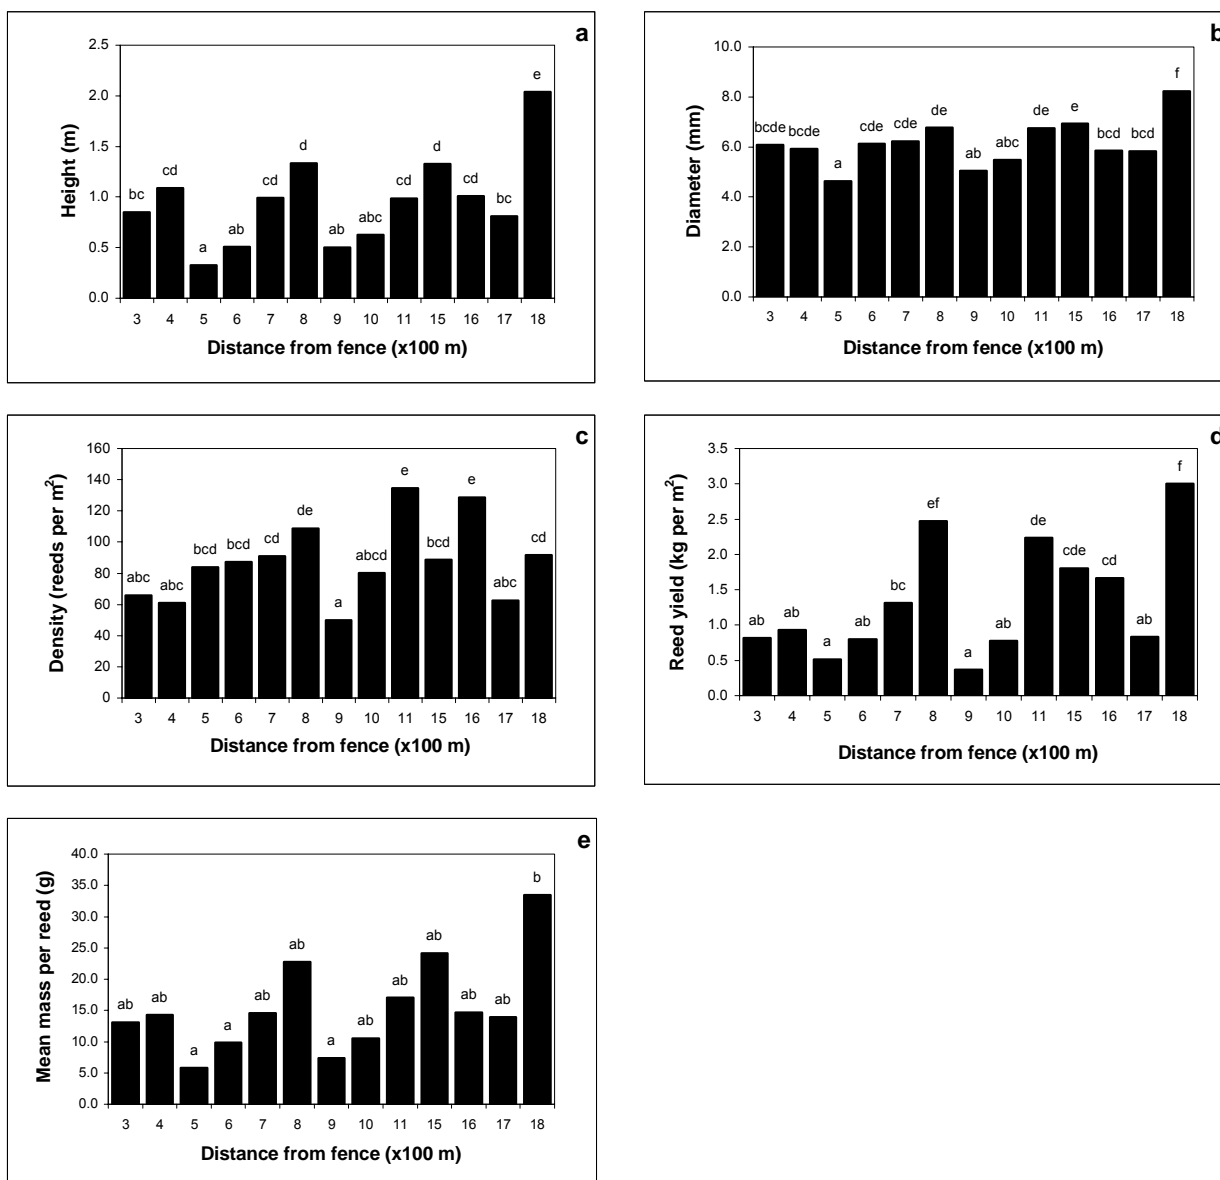 a
2.5
2.0
1.5
1.0
0.5
0.0
Height (m)
bc cd a ab cd d ab abc cd d cd bc e
3 4 5 6 7 8 9 10 11 15 16 17 18
Distance from fence (x100 m)
b
10.0
8.0
6.0
4.0
2.0
0.0
Diameter (mm)
bcde bcde a cde cde de ab abc de e bcd bcd f
3 4 5 6 7 8 9 10 11 15 16 17 18
Distance from fence (x100 m)
c
160
140
120
100
80
60
40
20
0
Density (reeds per m²)
abc abc bcd bcd cd de a abcd e bcd e abc cd
3 4 5 6 7 8 9 10 11 15 16 17 18
Distance from fence (x100 m)
d
3.5
3.0
2.5
2.0
1.5
1.0
0.5
0.0
Reed yield (kg per m²)
ab ab a ab bc ef a ab de cde cd ab f
3 4 5 6 7 8 9 10 11 15 16 17 18
Distance from fence (x100 m)
e
40.0
35.0
30.0
25.0
20.0
15.0
10.0
5.0
0.0
Mean mass per reed (g)
ab ab a a ab ab a ab ab ab ab ab b
3 4 5 6 7 8 9 10 11 15 16 17 18
Distance from fence (x100 m)